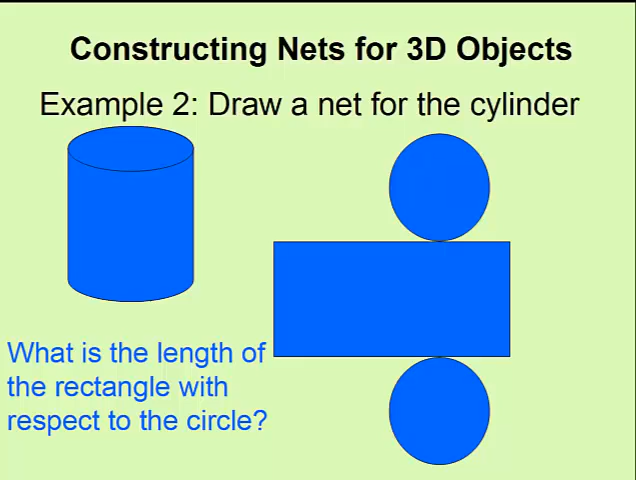 Constructing Nets for 3D Objects
Example 2: Draw a net for the cylinder
What is the length of
the rectangle with
respect to the circle?